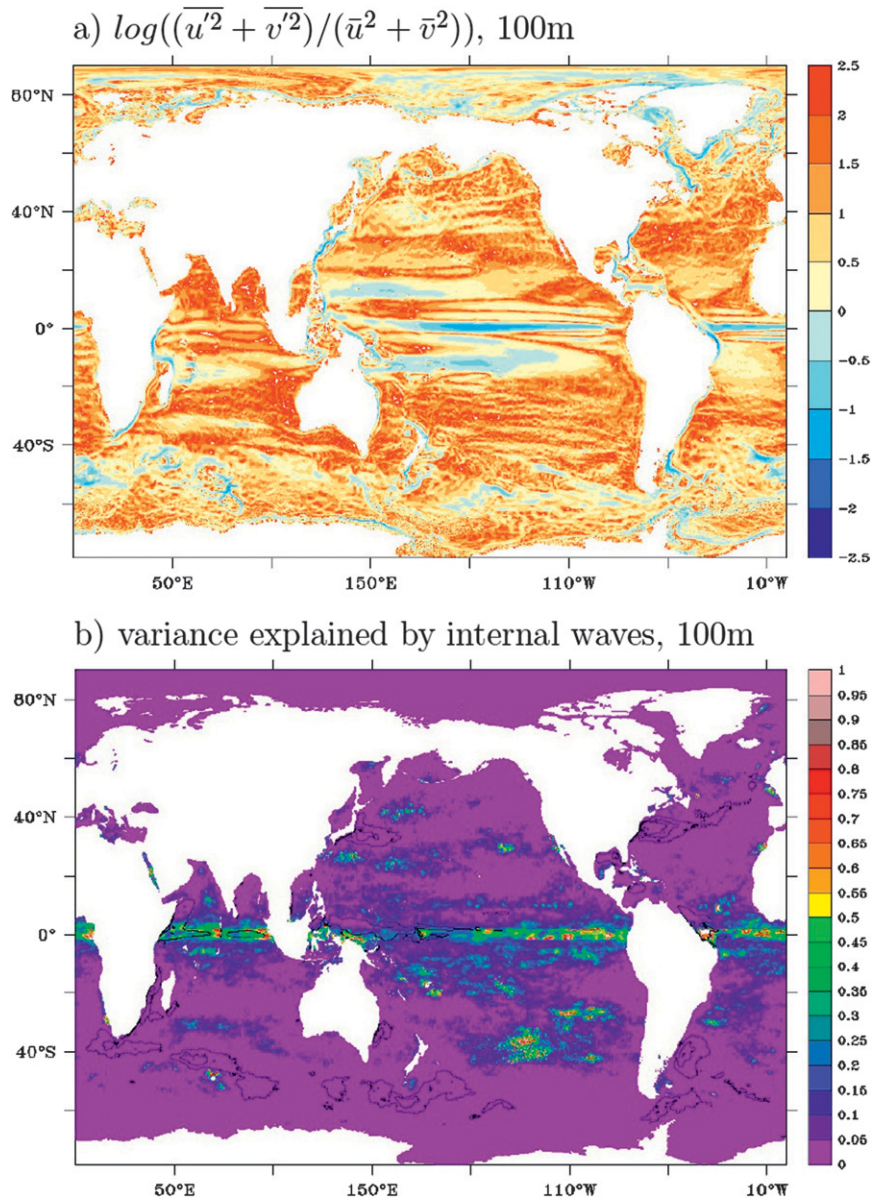 a) log((u'² + v'²)/(ū² + v̄²)), 100m
80°N
40°N
0°
40°S
50°E
150°E
110°W
10°W
2.5
2
1.5
1
0.5
0
-0.5
-1
-1.5
-2
-2.5
b) variance explained by internal waves, 100m
80°N
40°N
0°
40°S
50°E
150°E
110°W
10°W
1
0.95
0.9
0.85
0.8
0.75
0.7
0.65
0.6
0.55
0.5
0.45
0.4
0.35
0.3
0.25
0.2
0.15
0.1
0.05
0